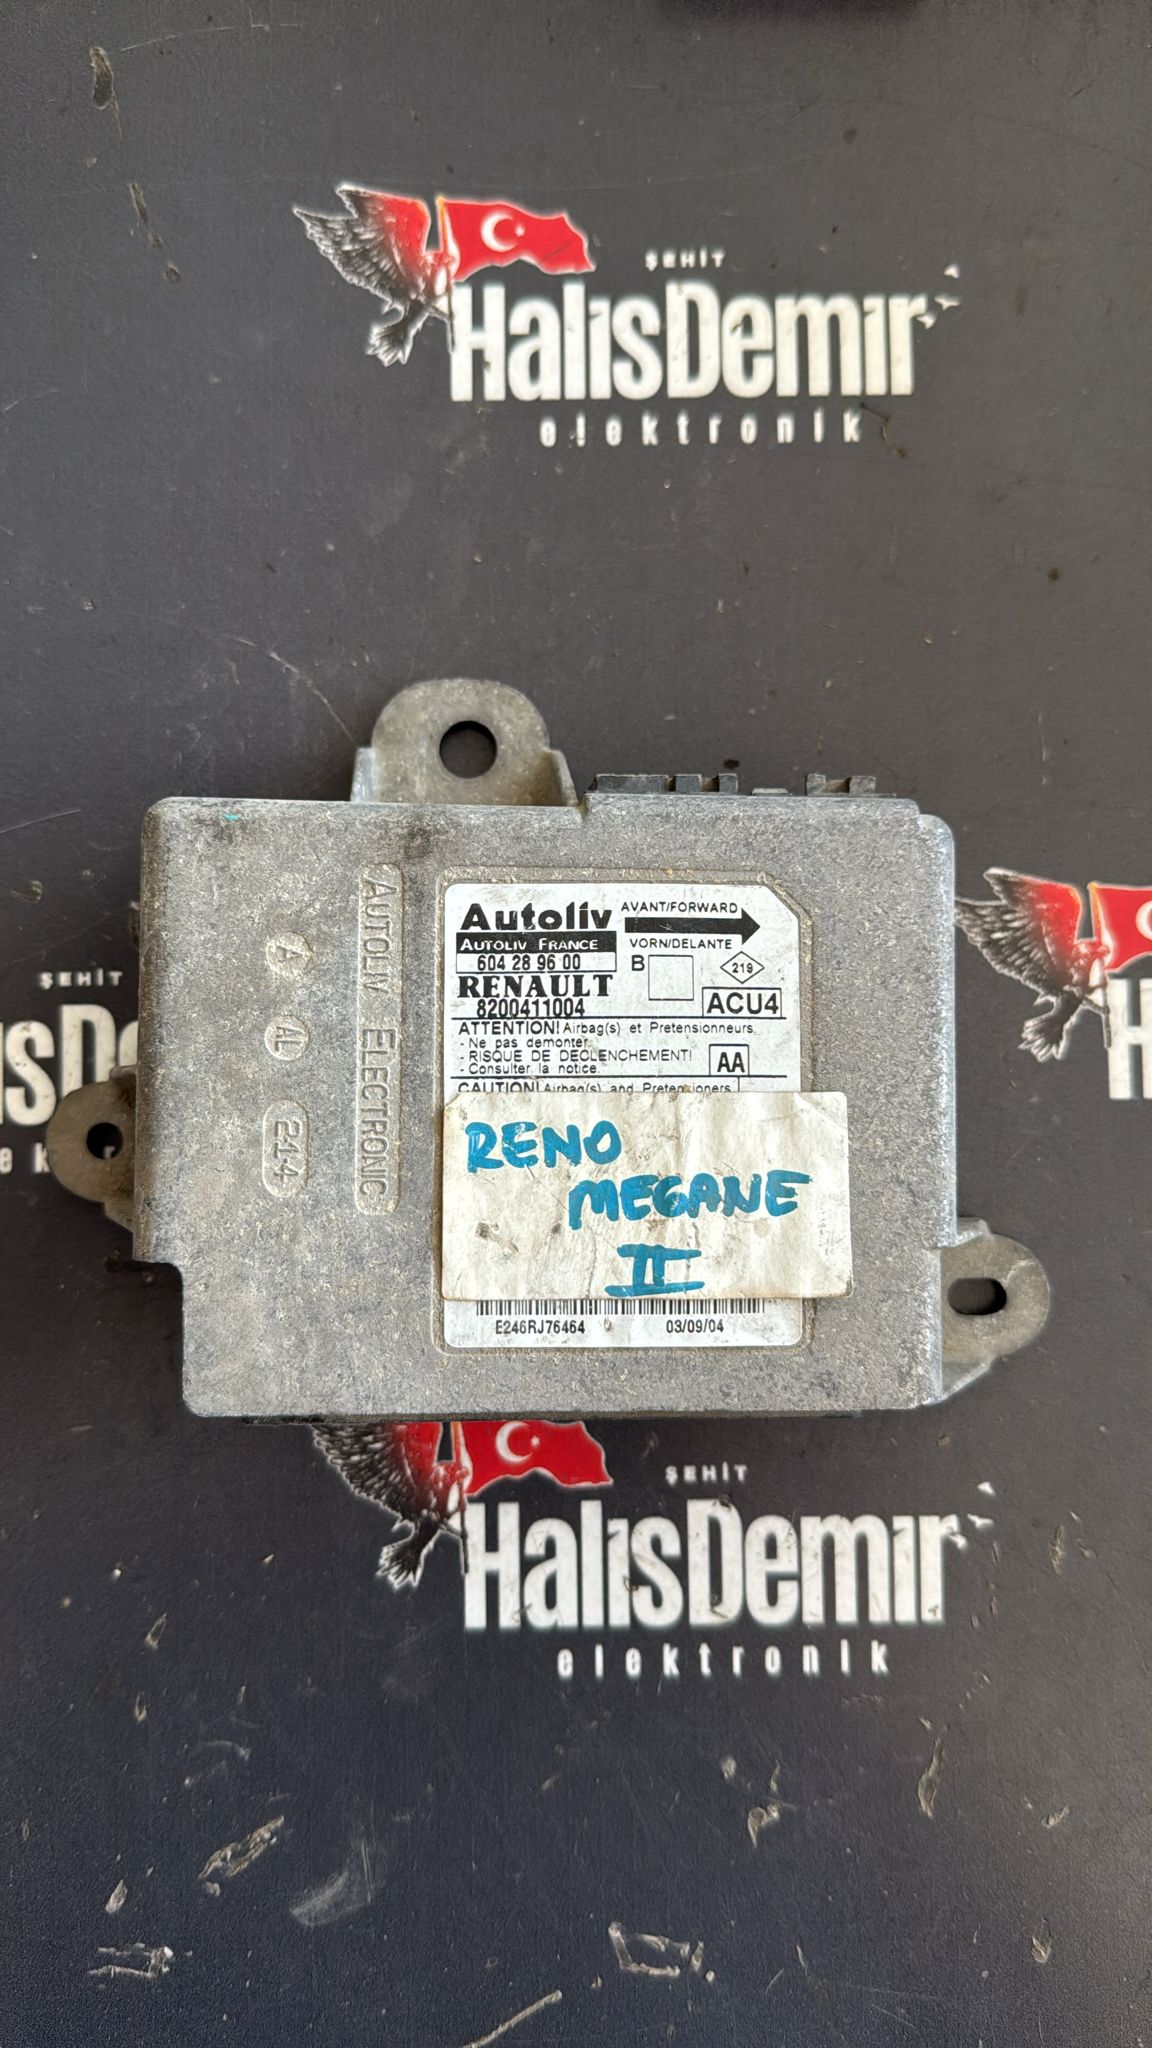 ŞEHİT
HalısDemır
elektronik
AUTOLIV ELECTRONIC
A
AL
214
Autoliv
AUTOLIV FRANCE
604 28 96 00
RENAULT
8200411004
AVANT/FORWARD
VORN/DELANTE
B
219
ACU4
ATTENTION! Airbag(s) et Pretensionneurs.
- Ne pas demonter.
- RISQUE DE DECLENCHEMENT!
- Consulter la notice.
AA
CAUTION! Airbag(s) and Pretensioners
RENO
MEGANE
II
E246RJ76464 03/09/04
ŞEHİT
HalısDemır
ŞEHİT
HalısDemır
elektronik